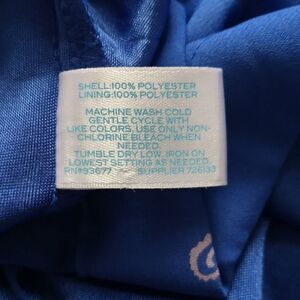 SHELL:100% POLYESTER
LINING:100% POLYESTER
MACHINE WASH COLD
GENTLE CYCLE WITH
LIKE COLORS. USE ONLY NON-
CHLORINE BLEACH WHEN
NEEDED.
TUMBLE DRY LOW. IRON ON
LOWEST SETTING AS NEEDED.
RN#93677 SUPPLIER 726133